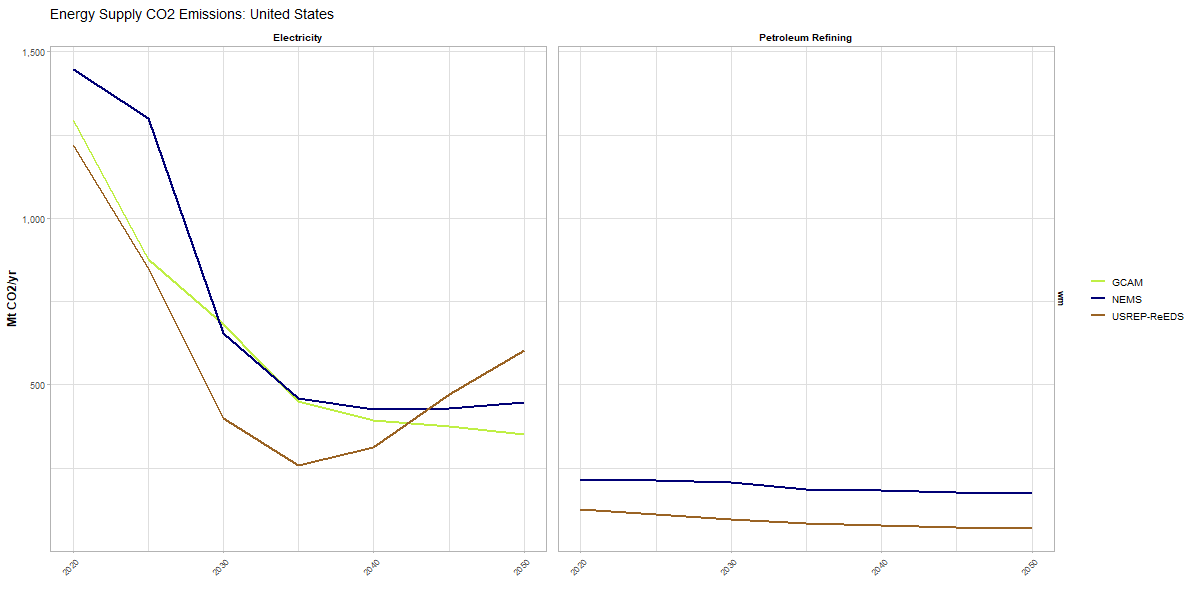 Energy Supply CO2 Emissions: United States
Electricity
Petroleum Refining
1,500
1,000
500
Mt CO2/yr
2020
2030
2040
2050
2020
2030
2040
2050
wm
GCAM
NEMS
USREP-ReEDS